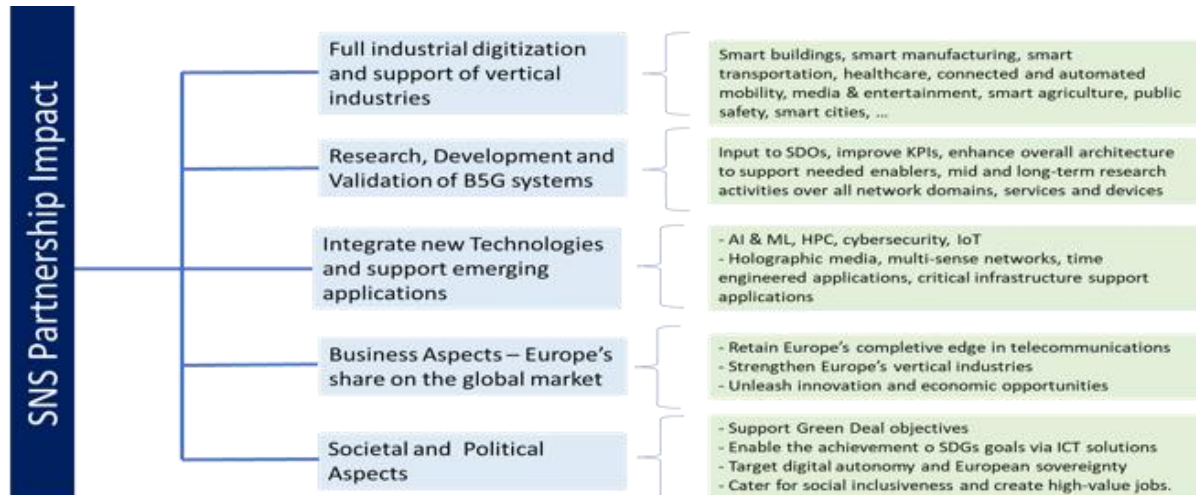 SNS Partnership Impact
Full industrial digitization
and support of vertical
industries
Smart buildings, smart manufacturing, smart
transportation, healthcare, connected and automated
mobility, media & entertainment, smart agriculture, public
safety, smart cities, ...
Research, Development and
Validation of B5G systems
Input to SDOs, improve KPIs, enhance overall architecture
to support needed enablers, mid and long-term research
activities over all network domains, services and devices
Integrate new Technologies
and support emerging
applications
- AI & ML, HPC, cybersecurity, IoT
- Holographic media, multi-sense networks, time
engineered applications, critical infrastructure support
applications
Business Aspects – Europe's
share on the global market
- Retain Europe's completive edge in telecommunications
- Strengthen Europe's vertical industries
- Unleash innovation and economic opportunities
Societal and Political
Aspects
- Support Green Deal objectives
- Enable the achievement o SDGs goals via ICT solutions
- Target digital autonomy and European sovereignty
- Cater for social inclusiveness and create high-value jobs.